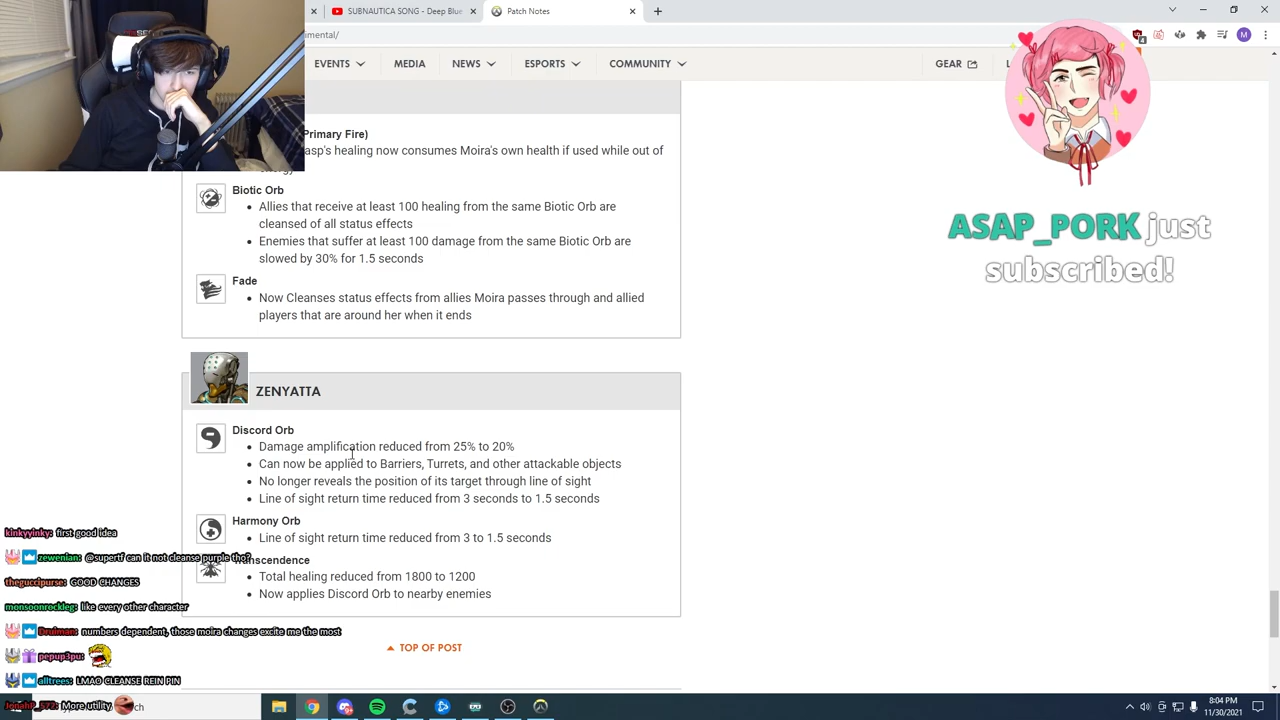 SUBNAUTICA SONG - Deep Blue
Patch Notes
imental/
4
M
EVENTS
MEDIA
NEWS
ESPORTS
COMMUNITY
GEAR
Primary Fire)
asp's healing now consumes Moira's own health if used while out of
energy
Biotic Orb
Allies that receive at least 100 healing from the same Biotic Orb are
cleansed of all status effects
Enemies that suffer at least 100 damage from the same Biotic Orb are
slowed by 30% for 1.5 seconds
Fade
Now Cleanses status effects from allies Moira passes through and allied
players that are around her when it ends
ASAP_PORK just
subscribed!
ZENYATTA
Discord Orb
Damage amplification reduced from 25% to 20%
Can now be applied to Barriers, Turrets, and other attackable objects
No longer reveals the position of its target through line of sight
Line of sight return time reduced from 3 seconds to 1.5 seconds
Harmony Orb
Line of sight return time reduced from 3 to 1.5 seconds
Transcendence
Total healing reduced from 1800 to 1200
Now applies Discord Orb to nearby enemies
TOP OF POST
kinkyyinky: first good idea
zewenian: @supertf can it not cleanse purple tho?
theguccipurse: GOOD CHANGES
monsoonrockleg: like every other character
Druiman: numbers dependent, those moira changes excite me the most
pepup3pu:
alltrees: LMAO CLEANSE REIN PIN
JonahP_372: More utility
8:04 PM
11/30/2021